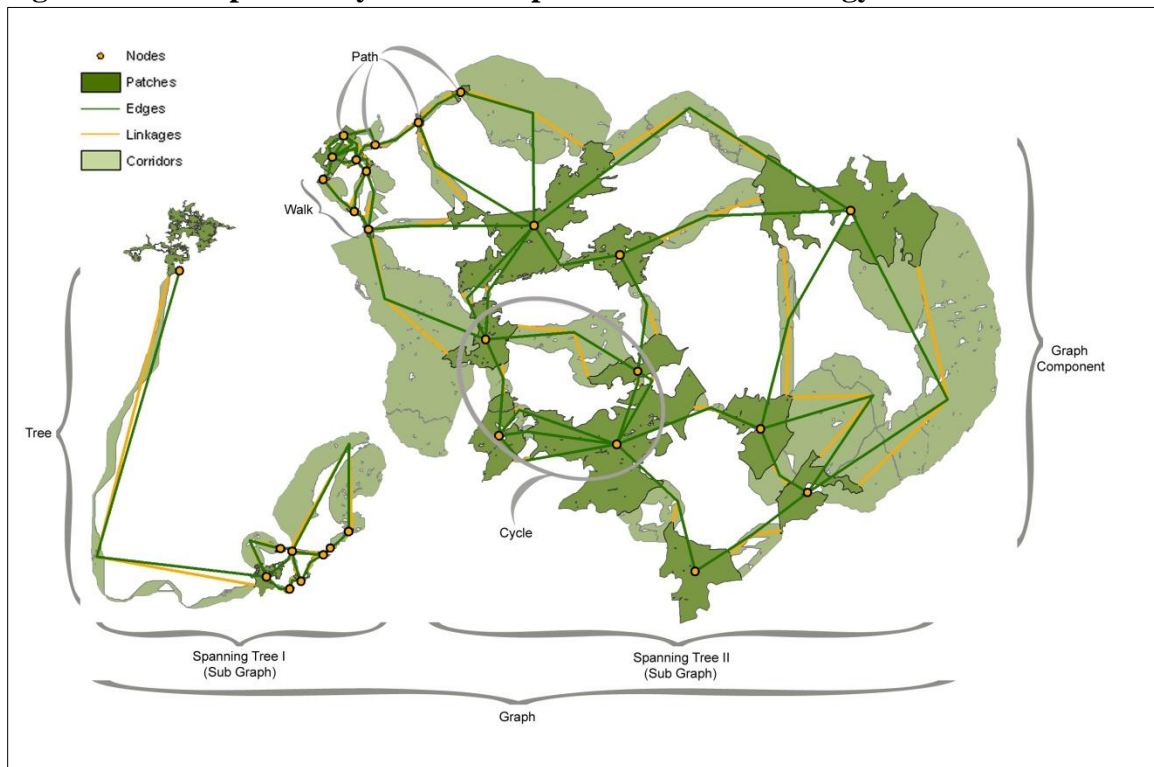 Nodes
Patches
Edges
Linkages
Corridors
Path
Walk
Tree
Graph
Component
Cycle
Spanning Tree I
(Sub Graph)
Spanning Tree II
(Sub Graph)
Graph